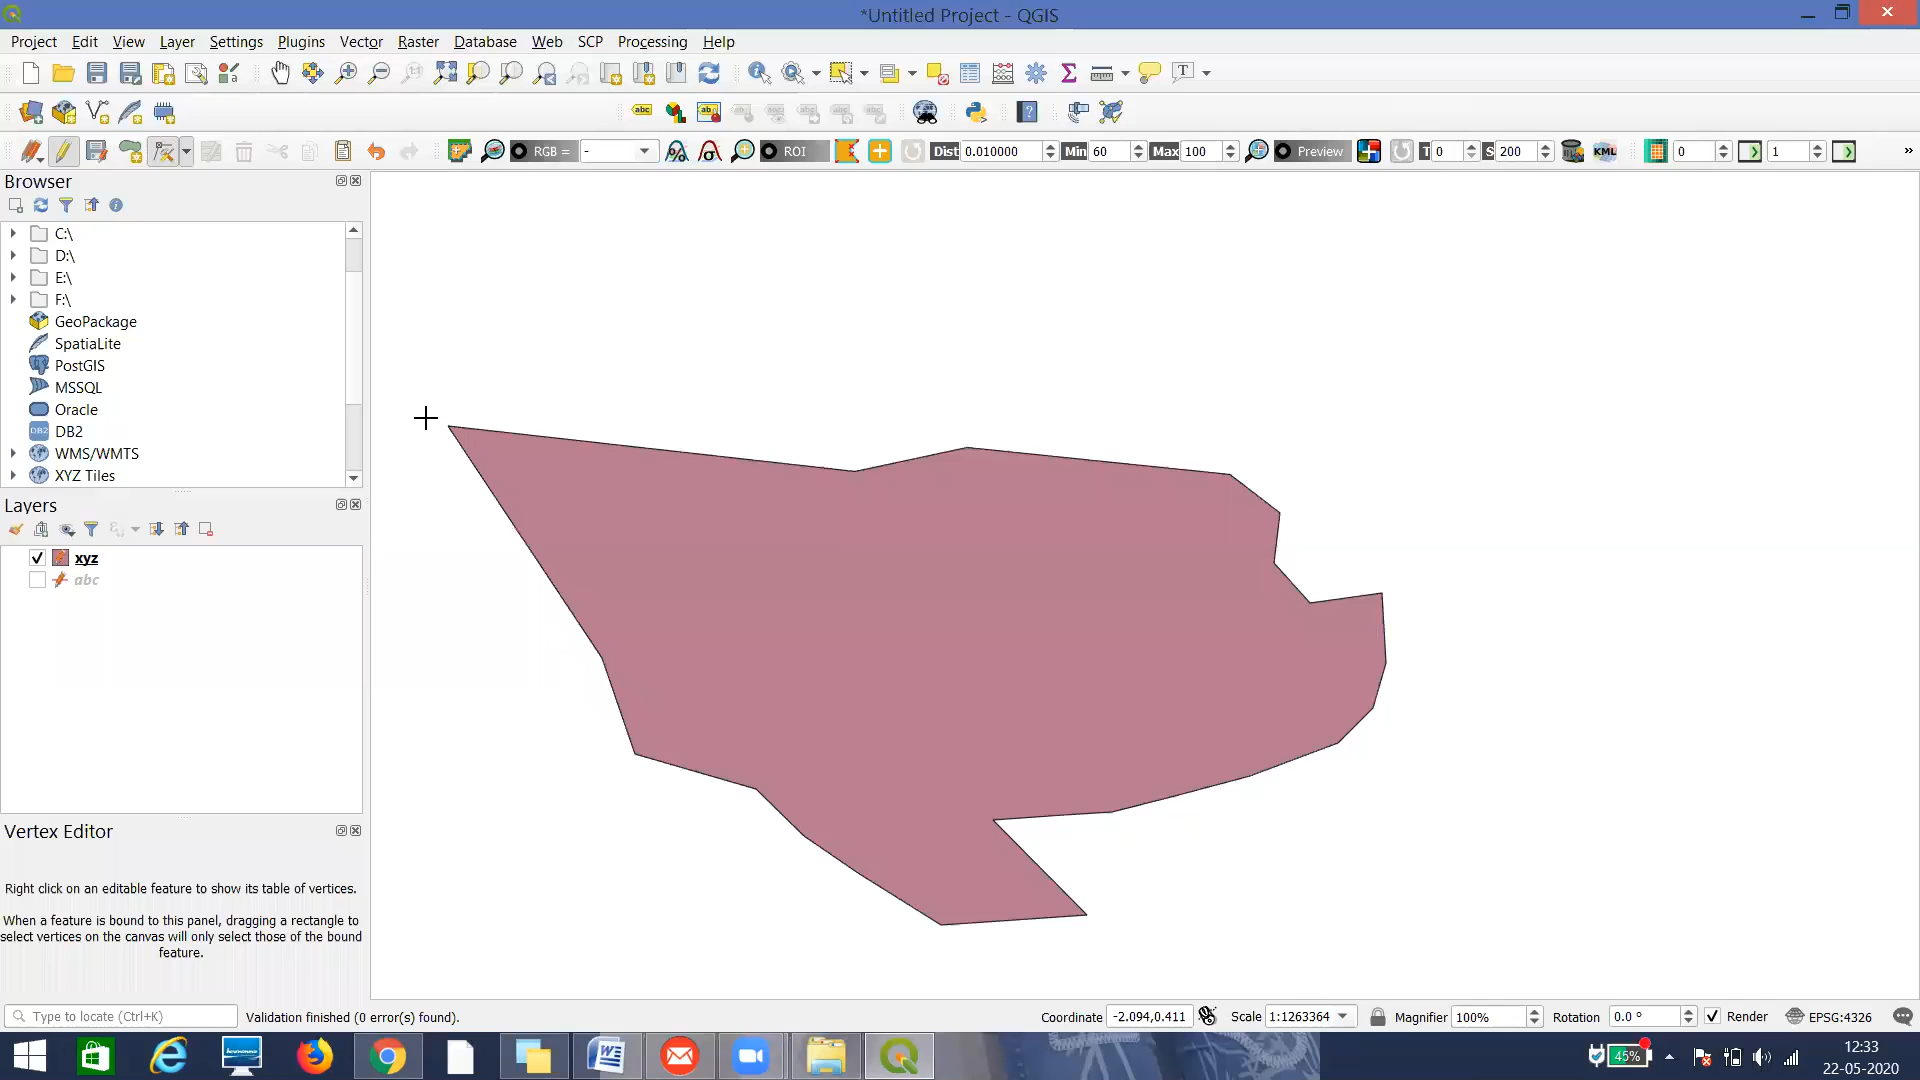 *Untitled Project - QGIS
Project Edit View Layer Settings Plugins Vector Raster Database Web SCP Processing Help
abc
RGB = - ROI Dist 0.010000 Min 60 Max 100 Preview T 0 S 200 KML 0 1 »
Browser
C:\
D:\
E:\
F:\
GeoPackage
SpatiaLite
PostGIS
MSSQL
Oracle
DB2 DB2
WMS/WMTS
XYZ Tiles
Layers
xyz
abc
Vertex Editor
Right click on an editable feature to show its table of vertices.
When a feature is bound to this panel, dragging a rectangle to
select vertices on the canvas will only select those of the bound
feature.
Type to locate (Ctrl+K) Validation finished (0 error(s) found). Coordinate -2.094,0.411 Scale 1:1263364 Magnifier 100% Rotation 0.0 ° Render EPSG:4326
45% 12:33
22-05-2020